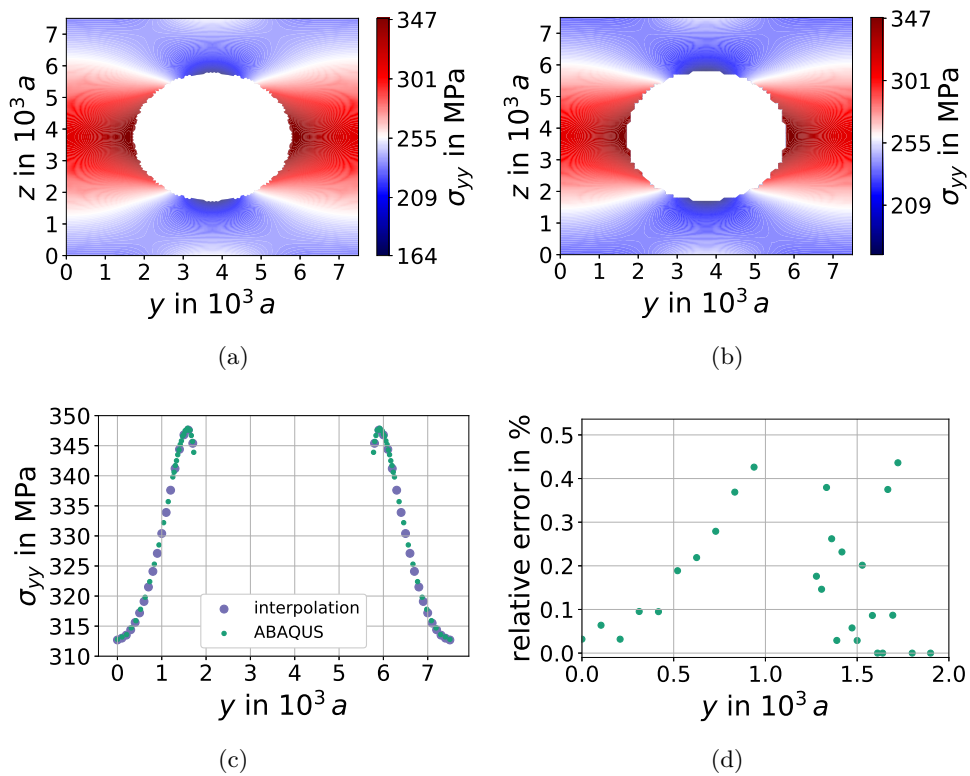 7
6
5
4
3
2
1
0
z in 10³ a
0 1 2 3 4 5 6 7
y in 10³ a
347
301
255
209
164
σyy in MPa
(a)
7
6
5
4
3
2
1
0
z in 10³ a
0 1 2 3 4 5 6 7
y in 10³ a
347
301
255
209
σyy in MPa
(b)
350
345
340
335
330
325
320
315
310
σyy in MPa
interpolation
ABAQUS
0 1 2 3 4 5 6 7
y in 10³ a
(c)
0.5
0.4
0.3
0.2
0.1
0.0
relative error in %
0.0 0.5 1.0 1.5 2.0
y in 10³ a
(d)